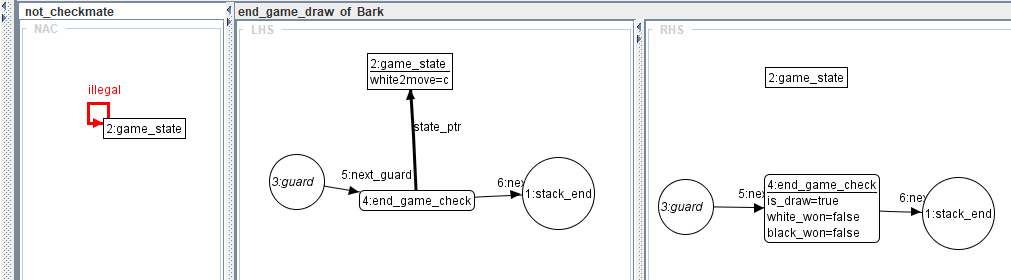 not_checkmate
end_game_draw of Bark
NAC
LHS
RHS
illegal
2:game_state
2:game_state
white2move=c
state_ptr
3:guard
5:next_guard
4:end_game_check
6:nex
1:stack_end
2:game_state
3:guard
5:nex
4:end_game_check
is_draw=true
white_won=false
black_won=false
6:nex
1:stack_end